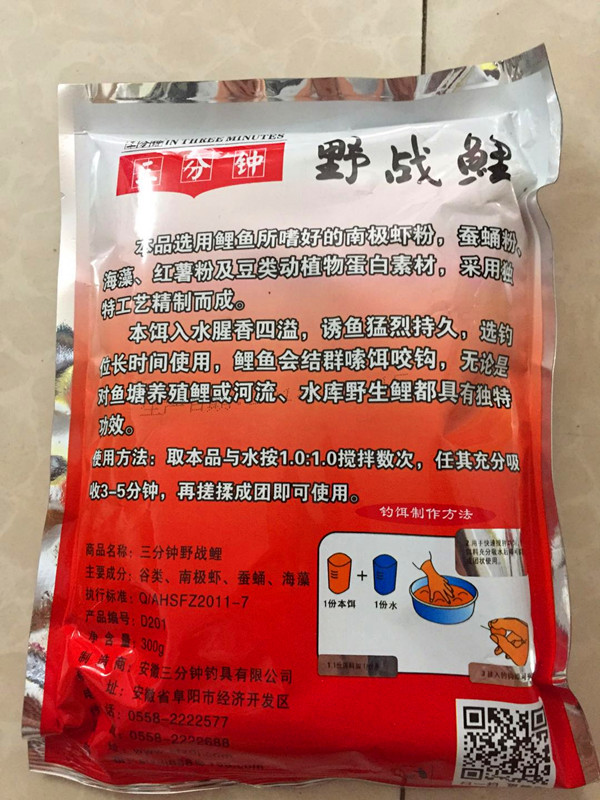 IN THREE MINUTES
三分钟
野战鲤
本品选用鲤鱼所嗜好的南极虾粉，蚕蛹粉、
海藻、红薯粉及豆类动植物蛋白素材，采用独
特工艺精制而成。
本饵入水腥香四溢，诱鱼猛烈持久，选钓
位长时间使用，鲤鱼会结群嗦饵咬钩，无论是
对鱼塘养殖鲤或河流、水库野生鲤都具有独特
功效。
使用方法：取本品与水按1.0:1.0搅拌数次，任其充分吸
收3-5分钟，再搓揉成团即可使用。
钓饵制作方法
商品名称：三分钟野战鲤
主要成分：谷类、南极虾、蚕蛹、海藻
执行标准：Q/AHSFZ2011-7
产品编号：D201
净含量：300g
制造商：安徽三分钟钓具有限公司
址：安徽省阜阳市经济开发区
电话：0558-2222577
0558-2222688
1份本饵
1份水